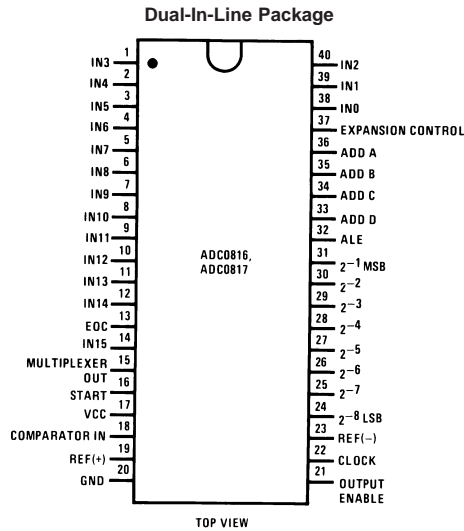 Dual-In-Line Package
1
IN3
2
IN4
3
IN5
4
IN6
5
IN7
6
IN8
7
IN9
8
IN10
9
IN11
10
IN12
11
IN13
12
IN14
13
EOC
14
IN15
MULTIPLEXER 15
OUT
16
START
17
VCC
18
COMPARATOR IN
19
REF(+)
20
GND
ADC0816,
ADC0817
40
IN2
39
IN1
38
IN0
37
EXPANSION CONTROL
36
ADD A
35
ADD B
34
ADD C
33
ADD D
32
ALE
31
2⁻¹ MSB
30
2⁻²
29
2⁻³
28
2⁻⁴
27
2⁻⁵
26
2⁻⁶
25
2⁻⁷
24
2⁻⁸ LSB
23
REF(−)
22
CLOCK
21
OUTPUT
ENABLE
TOP VIEW